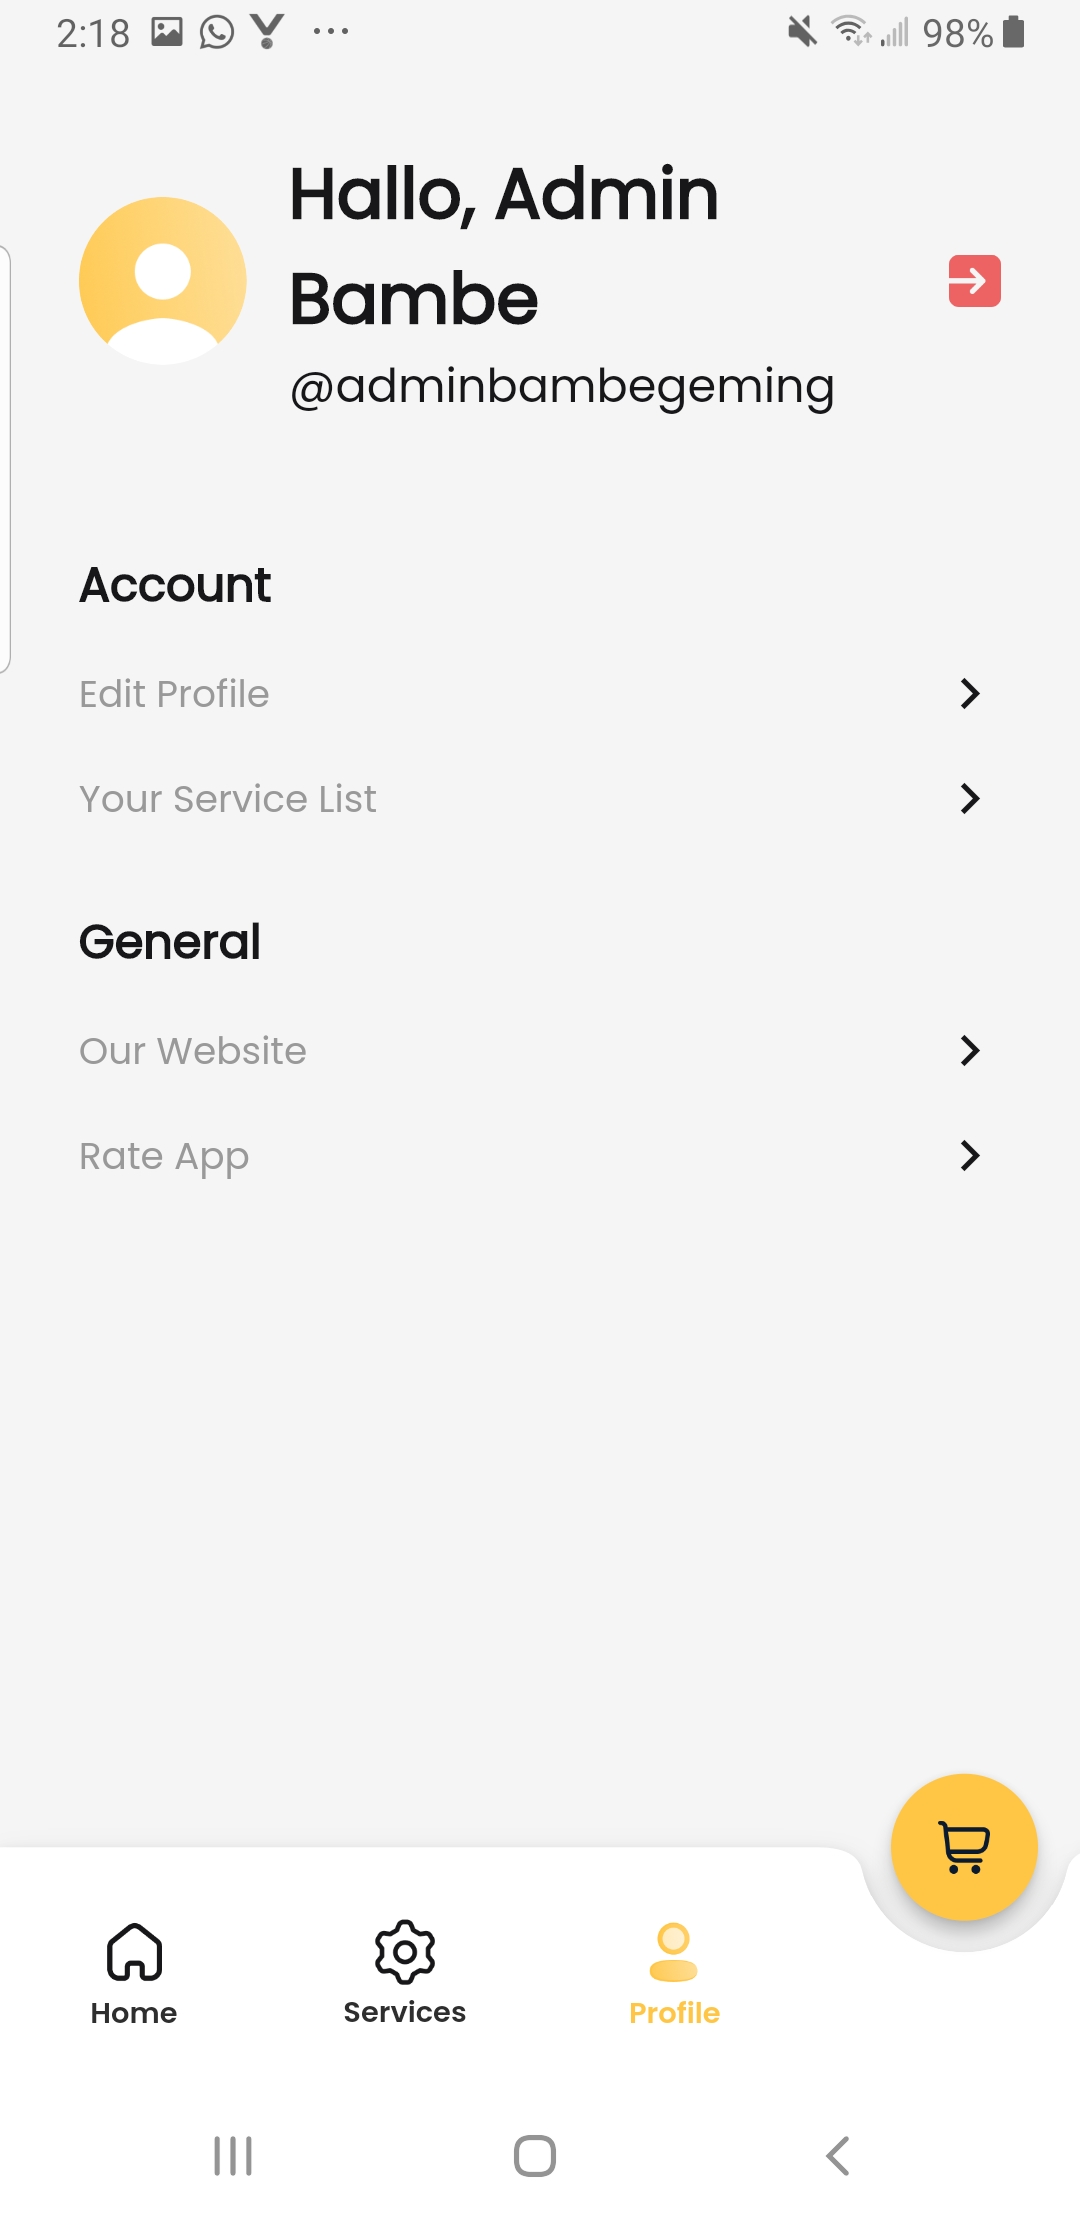 2:18
98%
Hallo, Admin
Bambe
@adminbambegeming
Account
Edit Profile
Your Service List
General
Our Website
Rate App
Home
Services
Profile